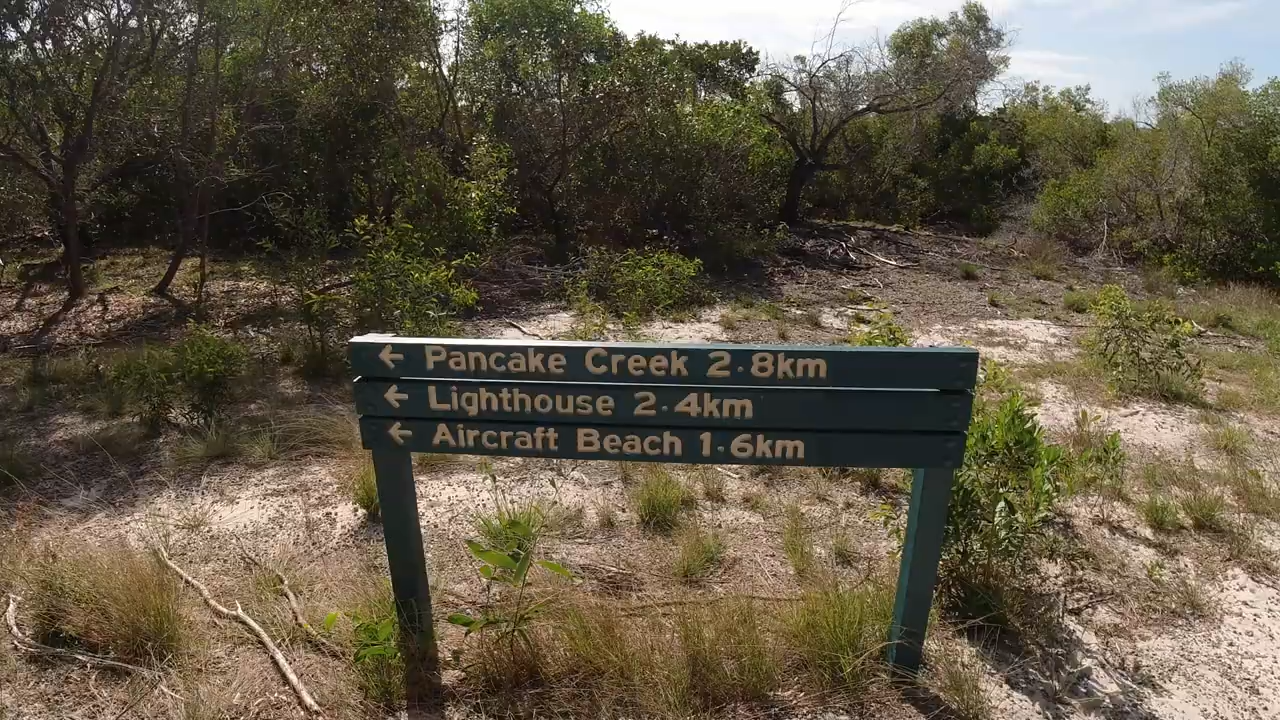 ← Pancake Creek 2.8km
← Lighthouse 2.4km
← Aircraft Beach 1.6km